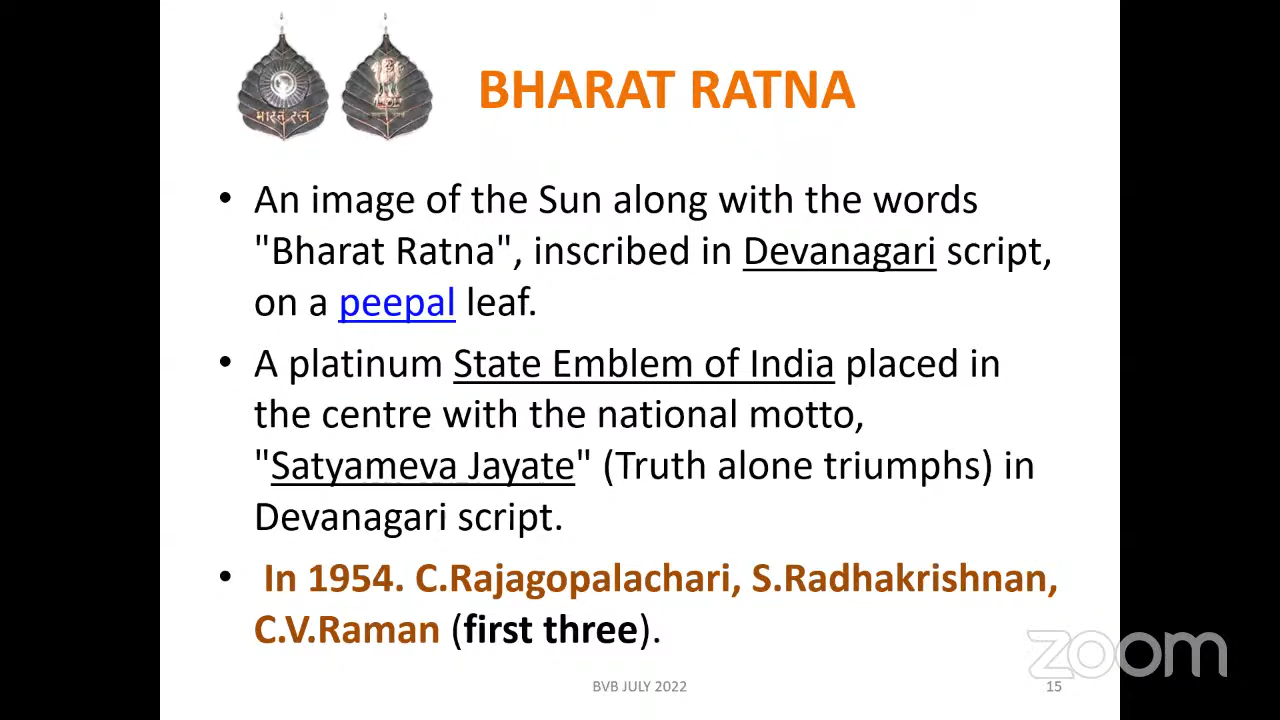 BHARAT RATNA
भारत रत्न
• An image of the Sun along with the words
"Bharat Ratna", inscribed in Devanagari script,
on a peepal leaf.
• A platinum State Emblem of India placed in
the centre with the national motto,
"Satyameva Jayate" (Truth alone triumphs) in
Devanagari script.
• In 1954. C.Rajagopalachari, S.Radhakrishnan,
C.V.Raman (first three).
zoom
BVB JULY 2022
15